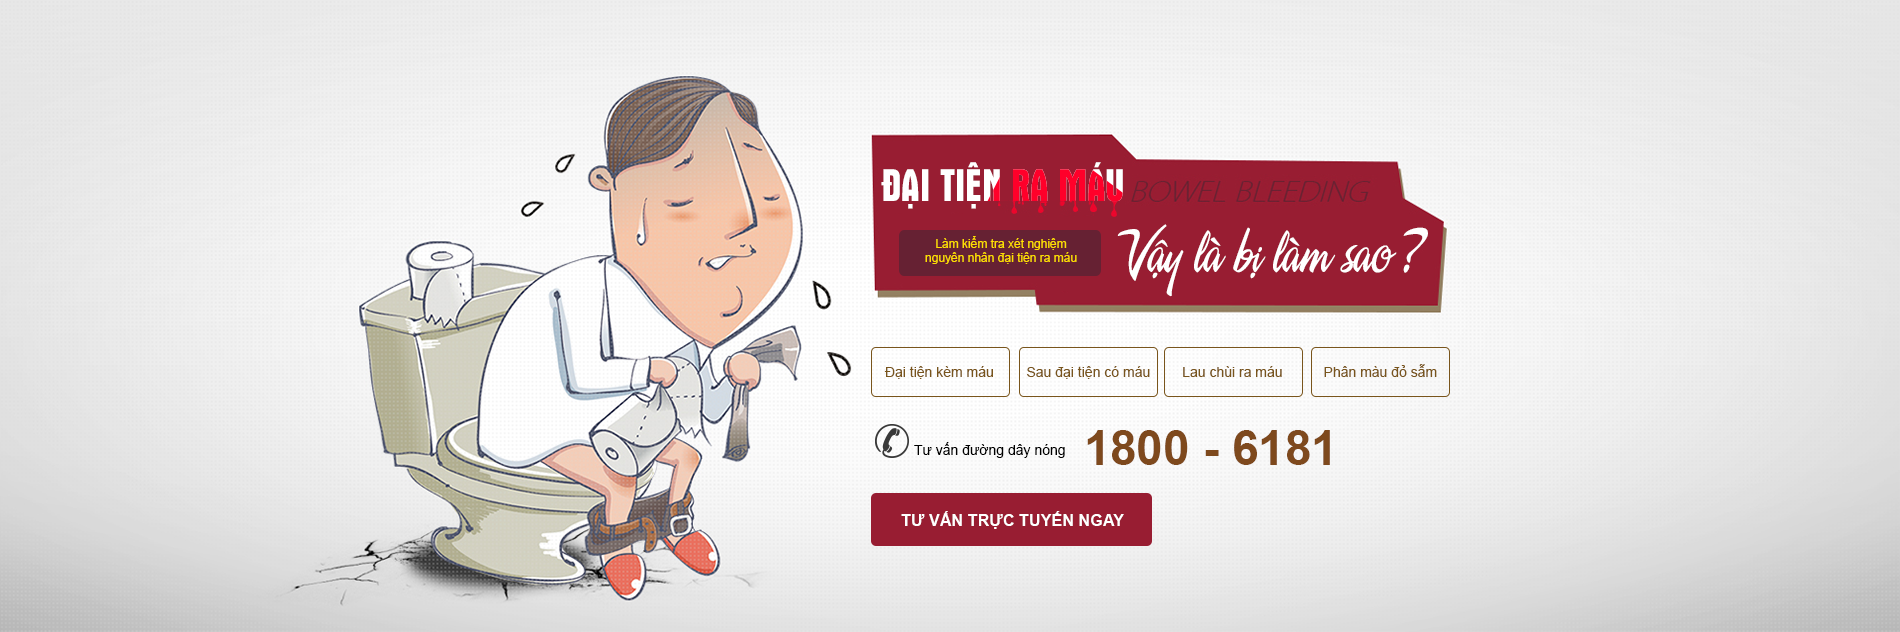 ĐẠI TIỆN RA MÁU BOWEL BLEEDING
Làm kiểm tra xét nghiệm
nguyên nhân đại tiện ra máu
Vậy là bị làm sao?
Đại tiện kèm máu
Sau đại tiện có máu
Lau chùi ra máu
Phân màu đỏ sẫm
Tư vấn đường dây nóng 1800 - 6181
TƯ VẤN TRỰC TUYẾN NGAY